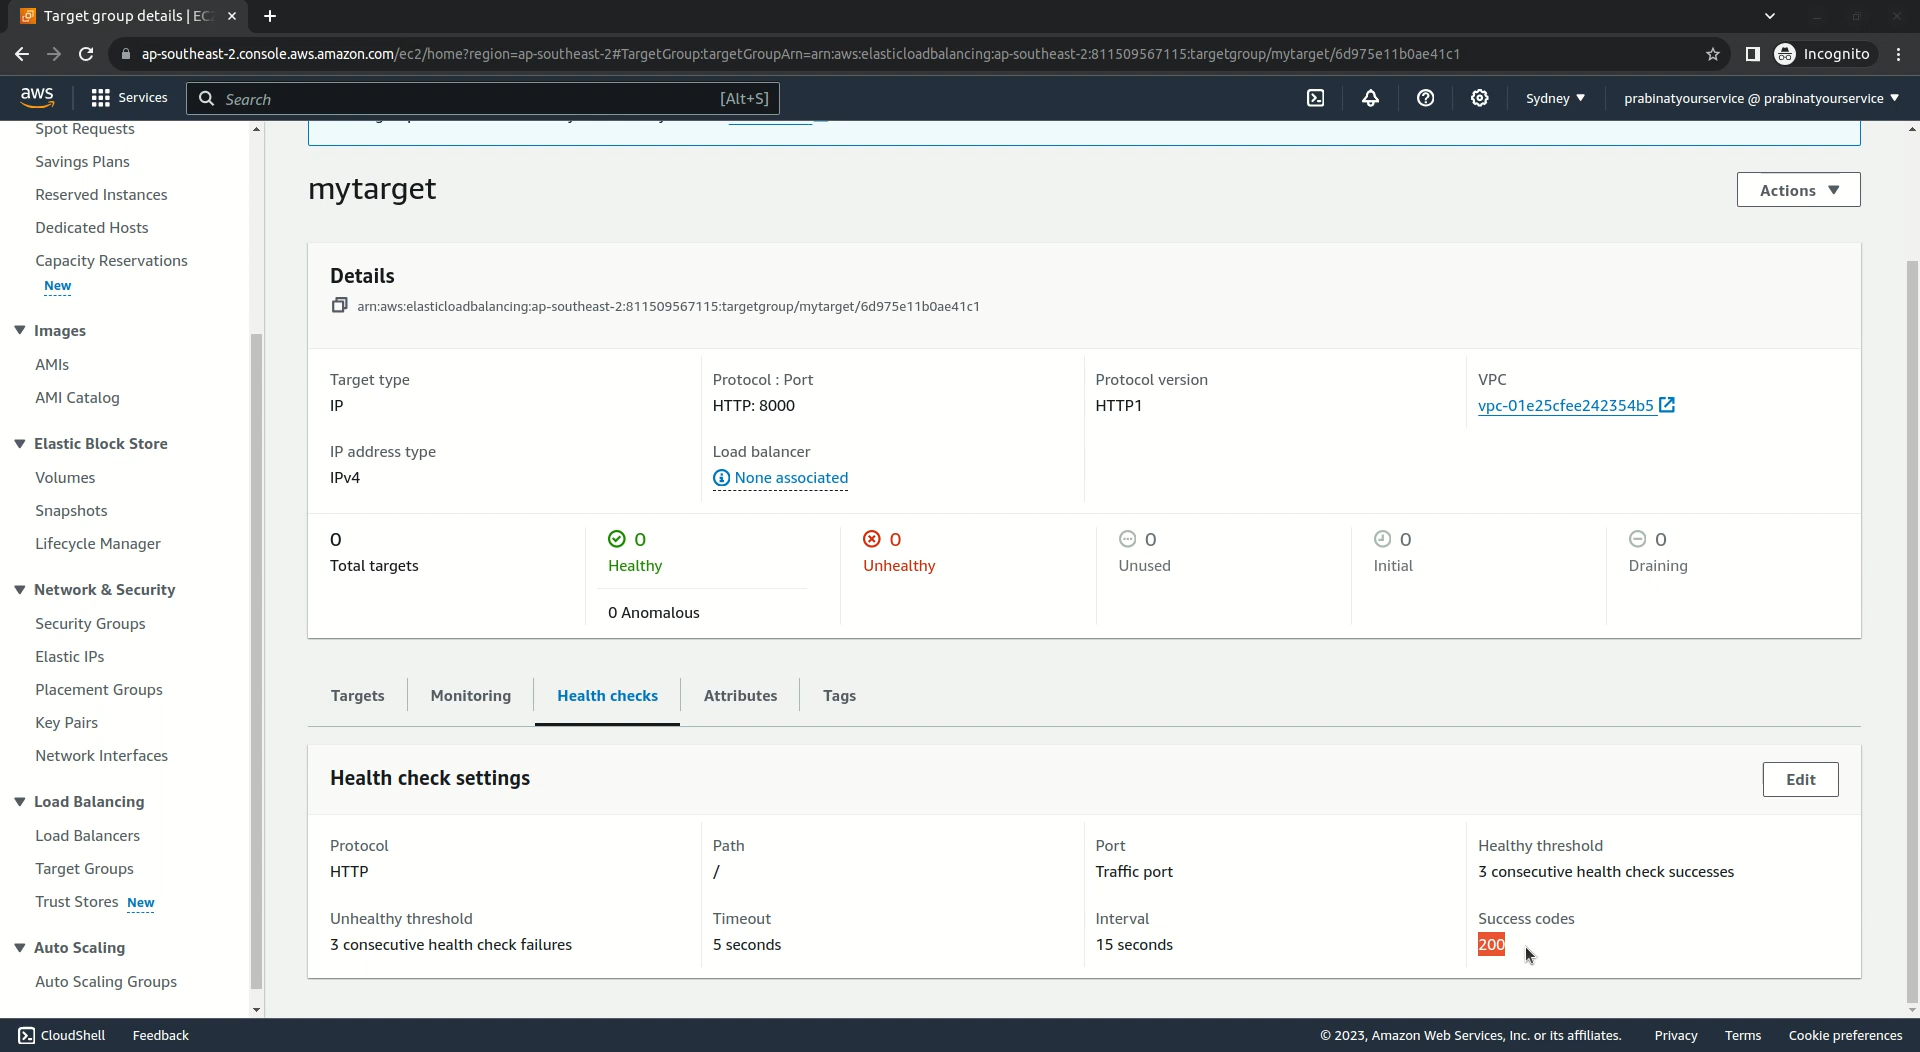 Target group details | EC
ap-southeast-2.console.aws.amazon.com/ec2/home?region=ap-southeast-2#TargetGroup:targetGroupArn=arn:aws:elasticloadbalancing:ap-southeast-2:811509567115:targetgroup/mytarget/6d975e11b0ae41c1
Incognito
aws
Services
Search
[Alt+S]
Sydney
prabinatyourservice @ prabinatyourservice
Spot Requests
Savings Plans
Reserved Instances
Dedicated Hosts
Capacity Reservations
New
Images
AMIs
AMI Catalog
Elastic Block Store
Volumes
Snapshots
Lifecycle Manager
Network & Security
Security Groups
Elastic IPs
Placement Groups
Key Pairs
Network Interfaces
Load Balancing
Load Balancers
Target Groups
Trust Stores New
Auto Scaling
Auto Scaling Groups
mytarget
Actions
Details
arn:aws:elasticloadbalancing:ap-southeast-2:811509567115:targetgroup/mytarget/6d975e11b0ae41c1
Target type
IP
Protocol : Port
HTTP: 8000
Protocol version
HTTP1
VPC
vpc-01e25cfee242354b5
IP address type
IPv4
Load balancer
None associated
0
Total targets
0
Healthy
0 Anomalous
0
Unhealthy
0
Unused
0
Initial
0
Draining
Targets
Monitoring
Health checks
Attributes
Tags
Health check settings
Edit
Protocol
HTTP
Path
/
Port
Traffic port
Healthy threshold
3 consecutive health check successes
Unhealthy threshold
3 consecutive health check failures
Timeout
5 seconds
Interval
15 seconds
Success codes
200
CloudShell
Feedback
© 2023, Amazon Web Services, Inc. or its affiliates.
Privacy
Terms
Cookie preferences